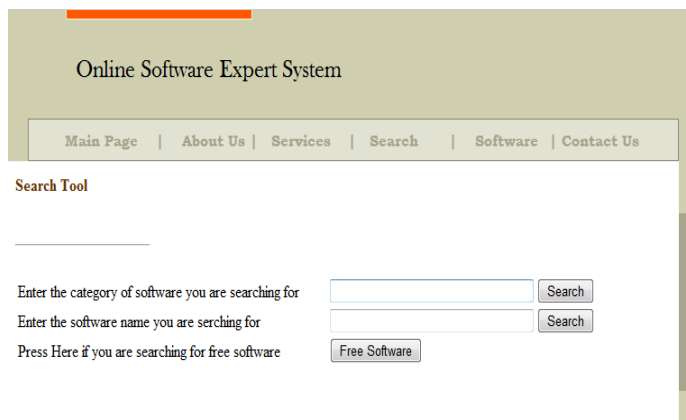 Online Software Expert System
Main Page | About Us | Services | Search | Software | Contact Us
Search Tool
Enter the category of software you are searching for Search
Enter the software name you are serching for Search
Press Here if you are searching for free software Free Software